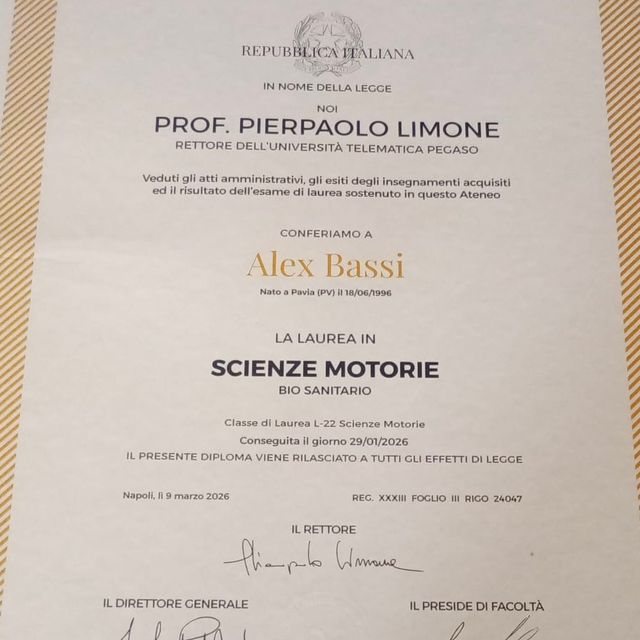 REPUBBLICA ITALIANA
IN NOME DELLA LEGGE
NOI
PROF. PIERPAOLO LIMONE
RETTORE DELL'UNIVERSITÀ TELEMATICA PEGASO
Veduti gli atti amministrativi, gli esiti degli insegnamenti acquisiti
ed il risultato dell'esame di laurea sostenuto in questo Ateneo
CONFERIAMO A
Alex Bassi
Nato a Pavia (PV) il 18/06/1996
LA LAUREA IN
SCIENZE MOTORIE
BIO SANITARIO
Classe di Laurea L-22 Scienze Motorie
Conseguita il giorno 29/01/2026
IL PRESENTE DIPLOMA VIENE RILASCIATO A TUTTI GLI EFFETTI DI LEGGE
Napoli, lì 9 marzo 2026 REG. XXXIII FOGLIO III RIGO 24047
IL RETTORE
IL DIRETTORE GENERALE IL PRESIDE DI FACOLTÀ